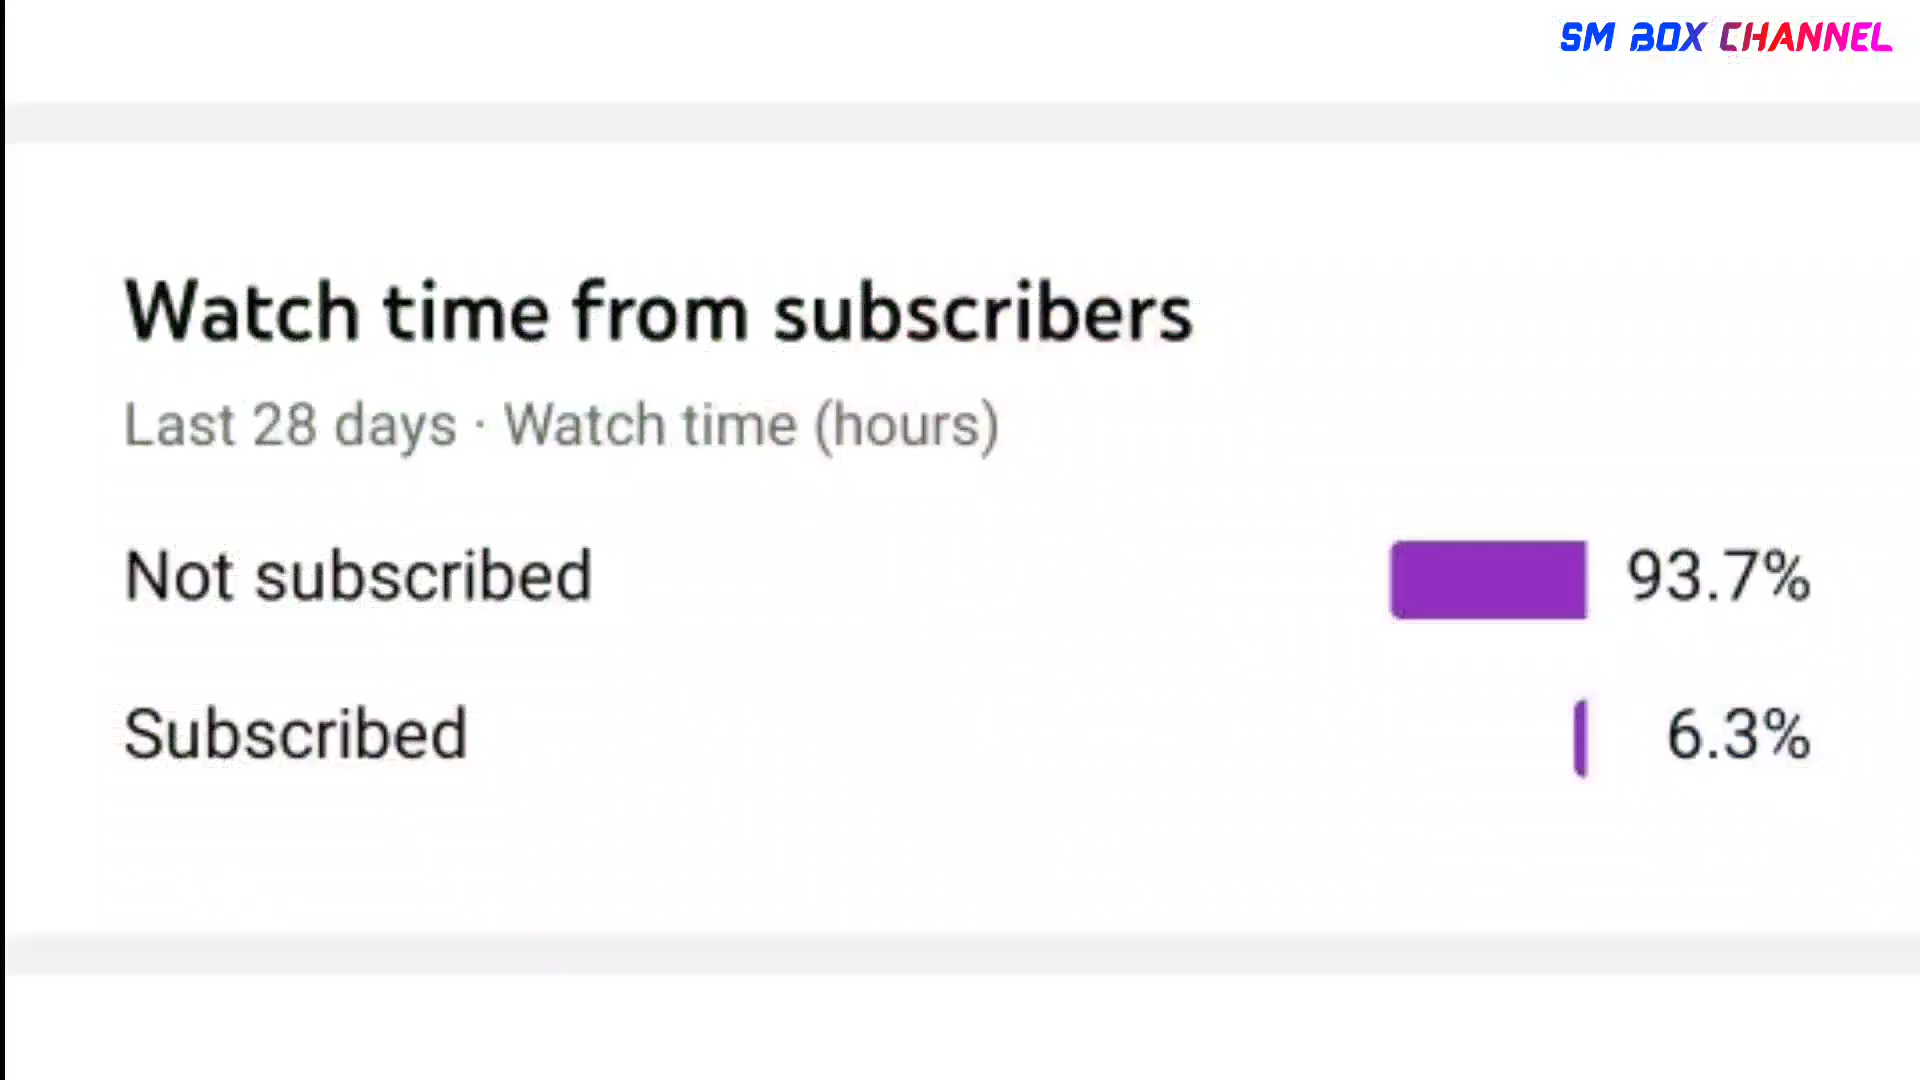 SM BOX CHANNEL
Watch time from subscribers
Last 28 days · Watch time (hours)
Not subscribed 93.7%
Subscribed 6.3%